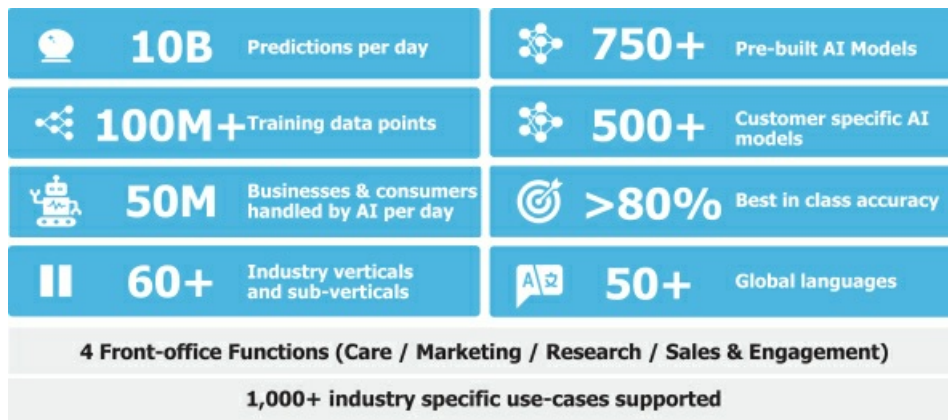 10B Predictions per day
750+ Pre-built AI Models
100M+ Training data points
500+ Customer specific AI
models
50M Businesses & consumers
handled by AI per day
>80% Best in class accuracy
60+ Industry verticals
and sub-verticals
A
文
50+ Global languages
4 Front-office Functions (Care / Marketing / Research / Sales & Engagement)
1,000+ industry specific use-cases supported